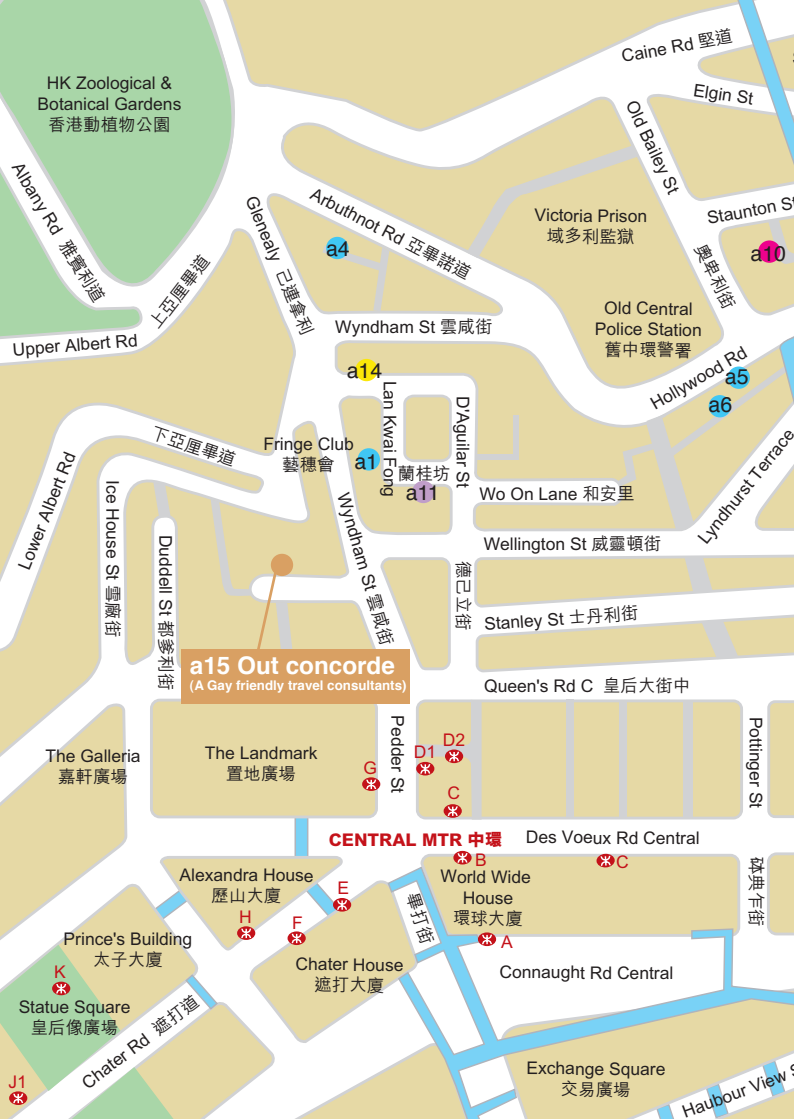 Caine Rd 堅道
HK Zoological &
Botanical Gardens
香港動植物公園
Elgin St
Old Bailey St
奧卑利街
Albany Rd 雅賓利道
Glenealy 己連拿利
Arbuthnot Rd 亞畢諾道
Victoria Prison
域多利監獄
Staunton St
a4
a10
上亞厘畢道
Upper Albert Rd
Wyndham St 雲咸街
Old Central
Police Station
舊中環警署
Hollywood Rd
a14
a5
a6
Lan Kwai Fong
蘭桂坊
D'Aguilar St
德己立街
下亞厘畢道
Lower Albert Rd
Fringe Club
藝穗會
a1
a11
Wo On Lane 和安里
Lyndhurst Terrace
Ice House St 雪廠街
Duddell St 都爹利街
Wyndham St 雲咸街
Wellington St 威靈頓街
Stanley St 士丹利街
a15 Out concorde
(A Gay friendly travel consultants)
Queen's Rd C 皇后大街中
Pedder St
畢打街
Pottinger St
砵典乍街
The Galleria
嘉軒廣場
The Landmark
置地廣場
G
D1
D2
C
CENTRAL MTR 中環
Des Voeux Rd Central
B
C
Alexandra House
歷山大廈
World Wide
House
環球大廈
E
H
F
A
Prince's Building
太子大廈
Chater House
遮打大廈
Connaught Rd Central
K
Statue Square
皇后像廣場
Chater Rd 遮打道
J1
Exchange Square
交易廣場
Haubour View S